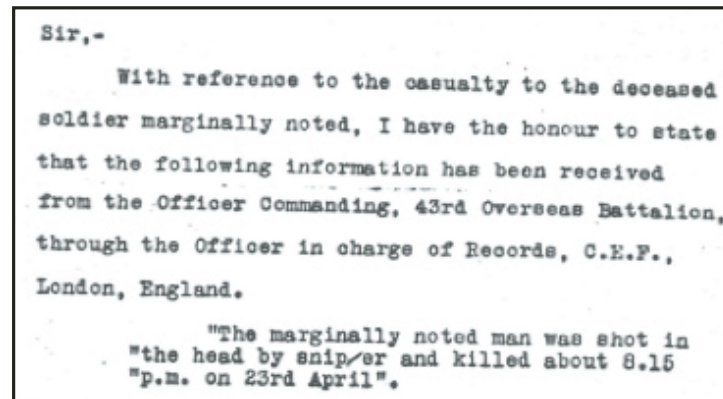 Sir,-
With reference to the casualty to the deceased
soldier marginally noted, I have the honour to state
that the following information has been received
from the Officer Commanding, 43rd Overseas Battalion,
through the Officer in charge of Records, C.E.F.,
London, England.
"The marginally noted man was shot in
"the head by snip/er and killed about 8.15
"p.m. on 23rd April".